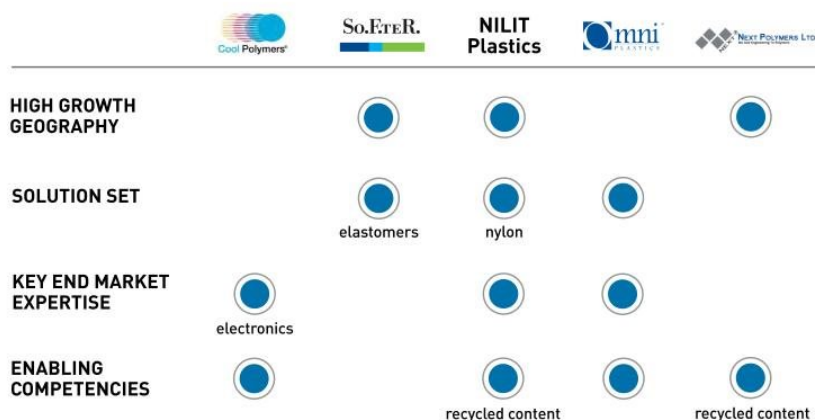 Cool Polymers®
SO.F.TER.
NILIT
Plastics
Omni
PLASTICS
NEXT POLYMERS LTD
HIGH GROWTH
GEOGRAPHY
SOLUTION SET
elastomers
nylon
KEY END MARKET
EXPERTISE
electronics
ENABLING
COMPETENCIES
recycled content
recycled content